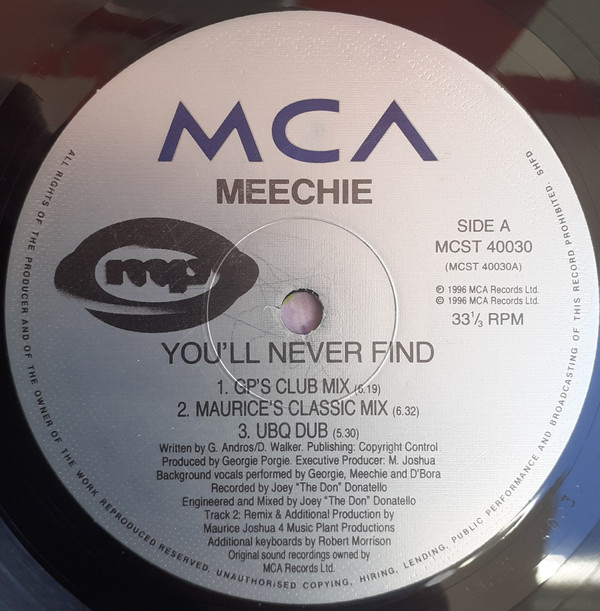 MCA
MEECHIE
mp
SIDE A
MCST 40030
(MCST 40030A)
℗ 1996 MCA Records Ltd.
© 1996 MCA Records Ltd.
33⅓ RPM
YOU'LL NEVER FIND
1. GP'S CLUB MIX (6.19)
2. MAURICE'S CLASSIC MIX (6.32)
3. UBQ DUB (5.30)
Written by G. Andros/D. Walker. Publishing: Copyright Control
Produced by Georgie Porgie. Executive Producer: M. Joshua
Background vocals performed by Georgie, Meechie and D'Bora
Recorded by Joey "The Don" Donatello
Engineered and Mixed by Joey "The Don" Donatello
Track 2: Remix & Additional Production by
Maurice Joshua 4 Music Plant Productions
Additional keyboards by Robert Morrison
Original sound recordings owned by
MCA Records Ltd.
ALL RIGHTS OF THE PRODUCER AND OF THE OWNER OF THE WORK REPRODUCED RESERVED. UNAUTHORISED COPYING, HIRING, LENDING, PUBLIC PERFORMANCE AND BROADCASTING OF THIS RECORD PROHIBITED. SHFD